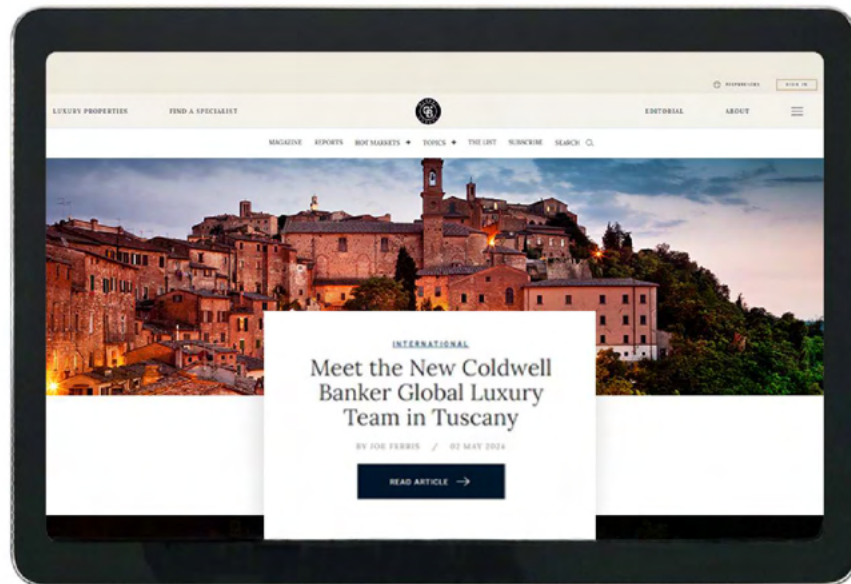 SIGN IN
LUXURY PROPERTIES FIND A SPECIALIST EDITORIAL ABOUT
MAGAZINE REPORTS HOT MARKETS + TOPICS + THE LIST SUBSCRIBE SEARCH
INTERNATIONAL
Meet the New Coldwell
Banker Global Luxury
Team in Tuscany
BY JOE FERRIS / 02 MAY 2024
READ ARTICLE →